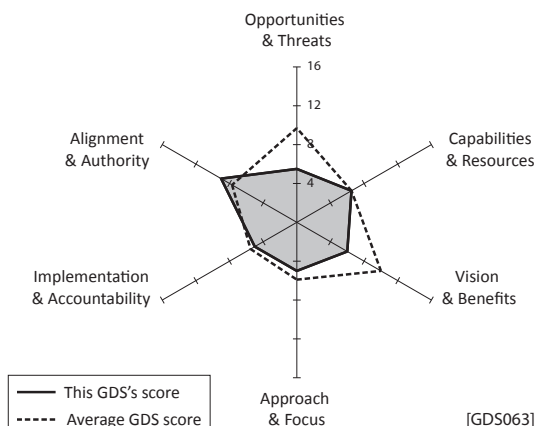 Opportunities
& Threats
16
12
8
4
Alignment
& Authority
Capabilities
& Resources
Implementation
& Accountability
Vision
& Benefits
Approach
& Focus
This GDS's score
Average GDS score
[GDS063]